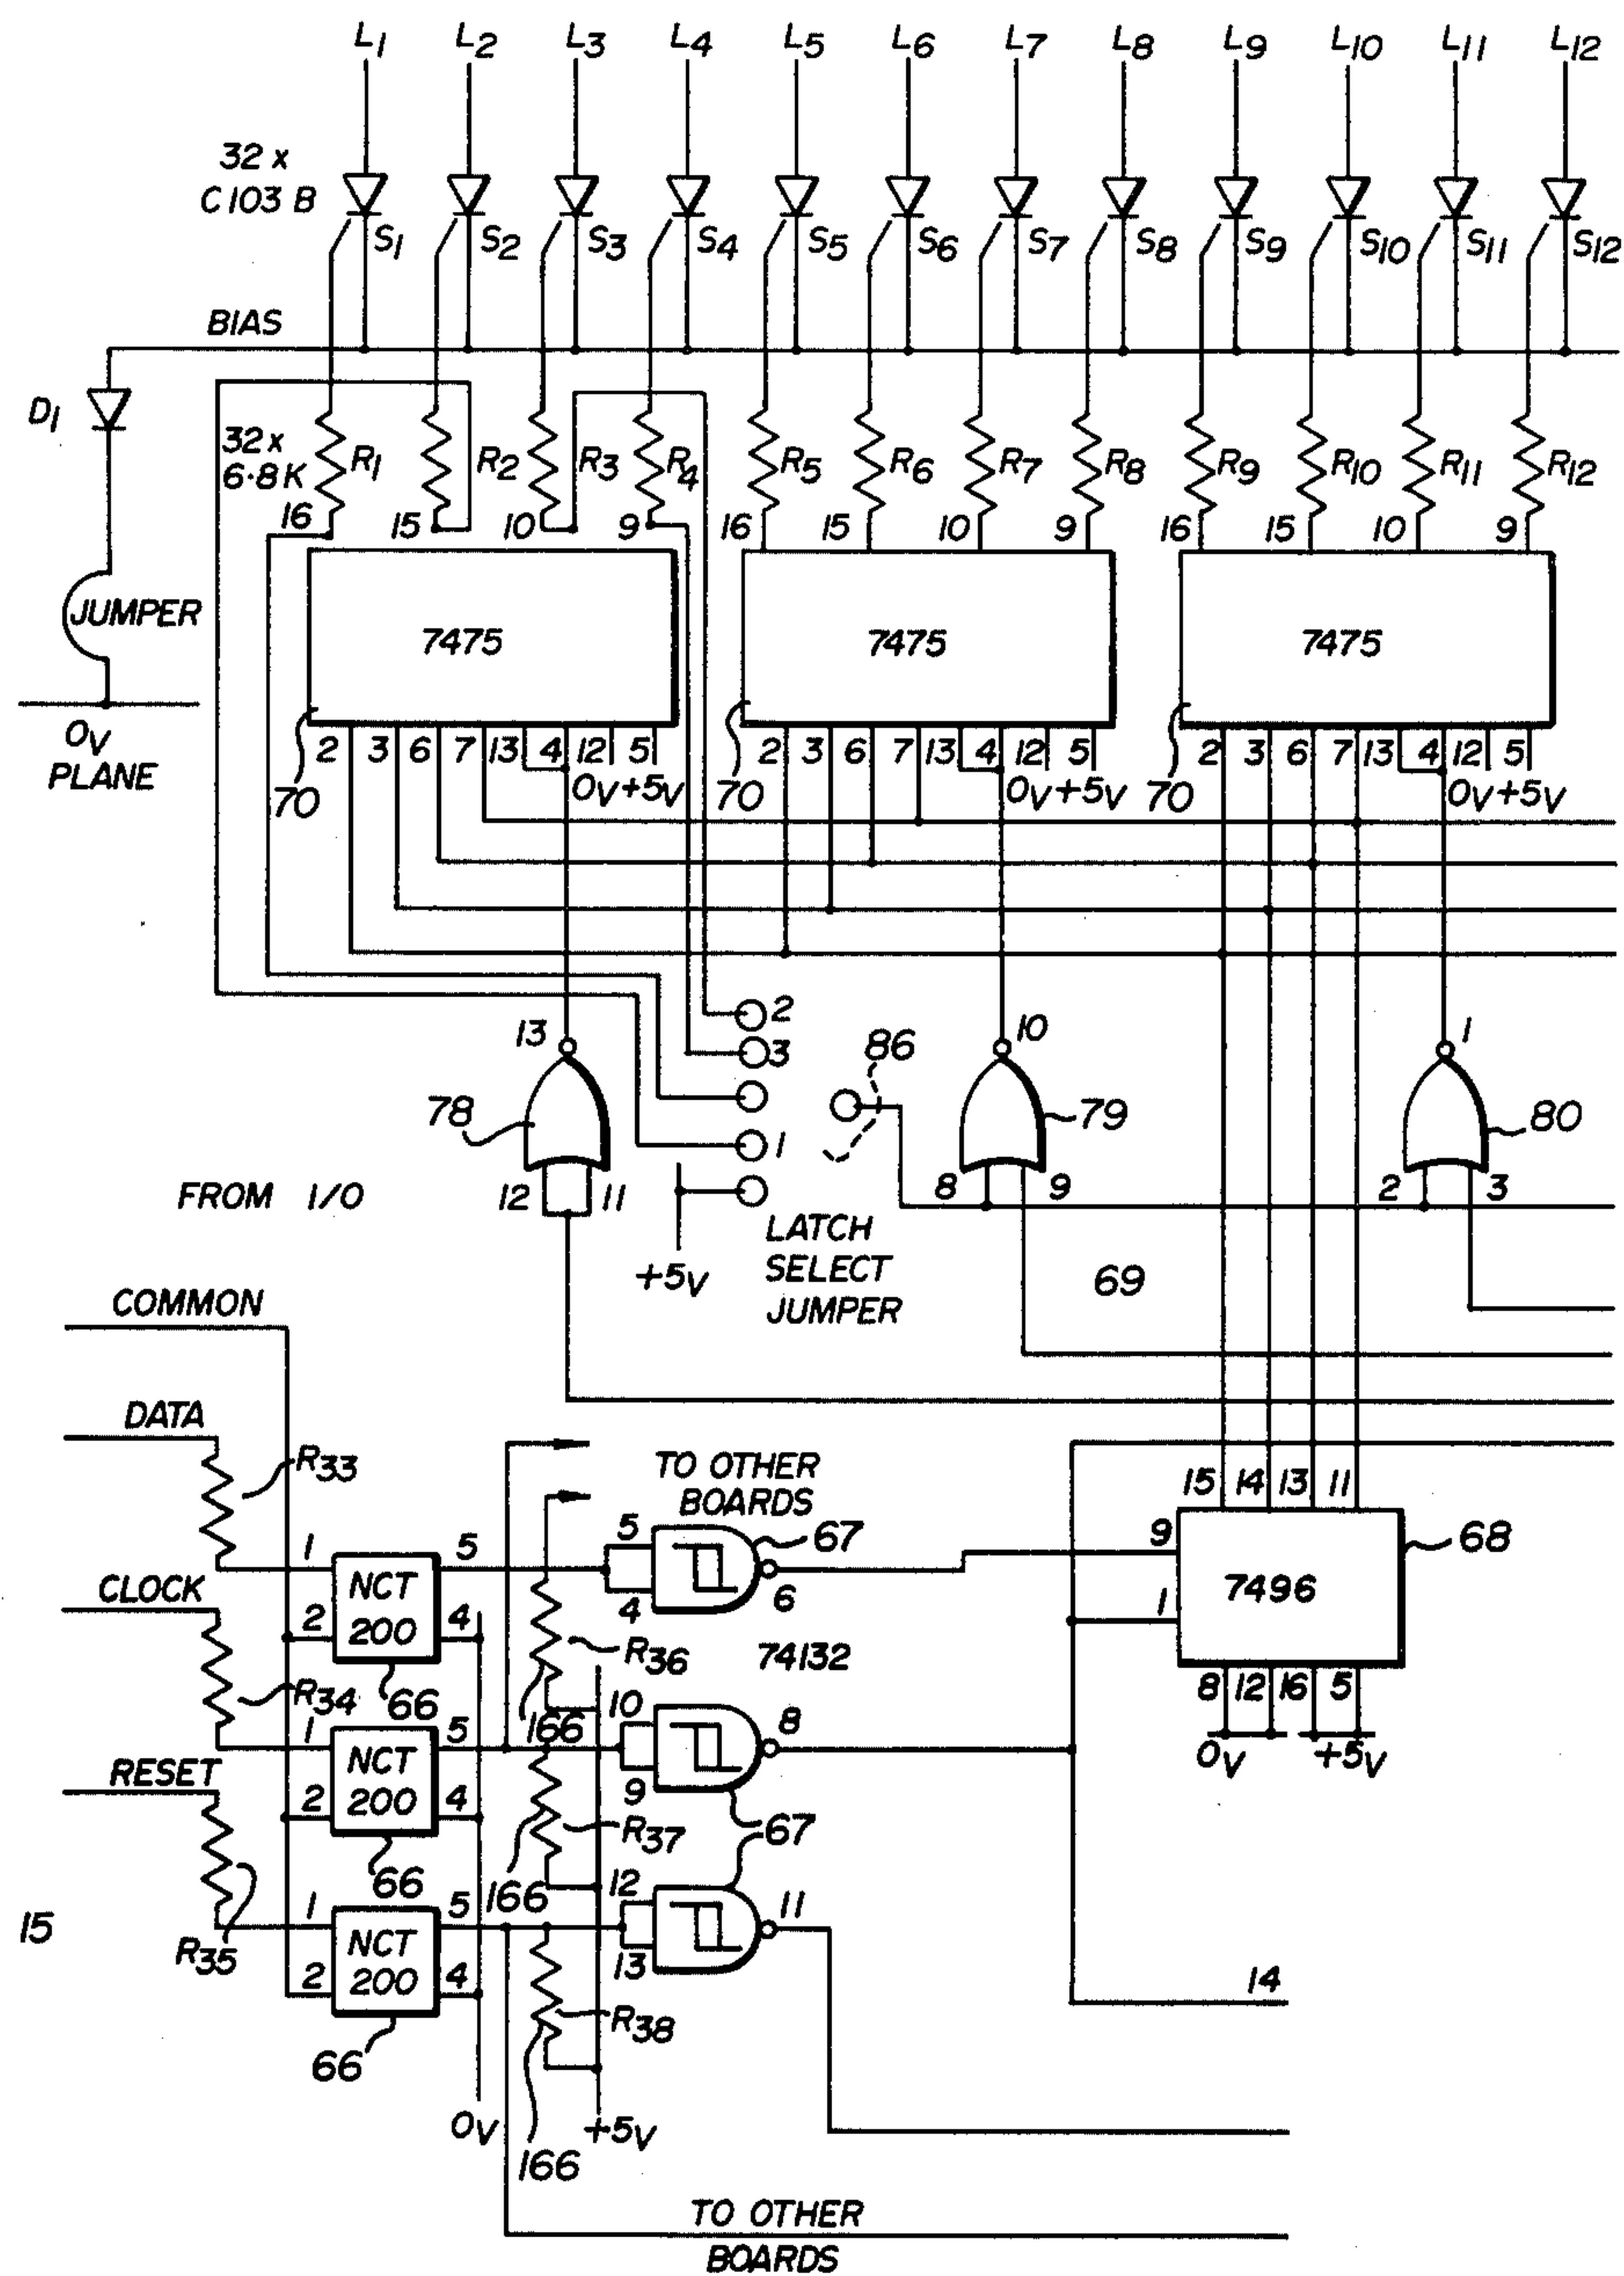 L1 L2 L3 L4 L5 L6 L7 L8 L9 L10 L11 L12
32 x
C 103 B
S1 S2 S3 S4 S5 S6 S7 S8 S9 S10 S11 S12
BIAS
D1
32 x
6·8 K
R1 R2 R3 R4 R5 R6 R7 R8 R9 R10 R11 R12
16 15 10 9 16 15 10 9 16 15 10 9
JUMPER
7475 7475 7475
0V
PLANE
2 3 6 7 13 4 12 5 2 3 6 7 13 4 12 5 2 3 6 7 13 4 12 5
70 0V +5V 70 0V +5V 70 0V +5V
2
13 3 86 10 1
78 79 80
1
FROM I/O
12 11 8 9 2 3
+5V
LATCH
SELECT
JUMPER
69
COMMON
DATA
R33
TO OTHER
BOARDS
15 14 13 11
1 NCT
200 5
2 4
5 4 67 6
9 7496 68
1
CLOCK
R36 74132
R34 66 166
8 12 16 5
0V +5V
1 NCT
200 5
2 4
10 9 8
RESET
R37 67
66 166
1 NCT
200 5
2 4
12 13 11
15
R35
R38
14
66
0V +5V
166
TO OTHER
BOARDS